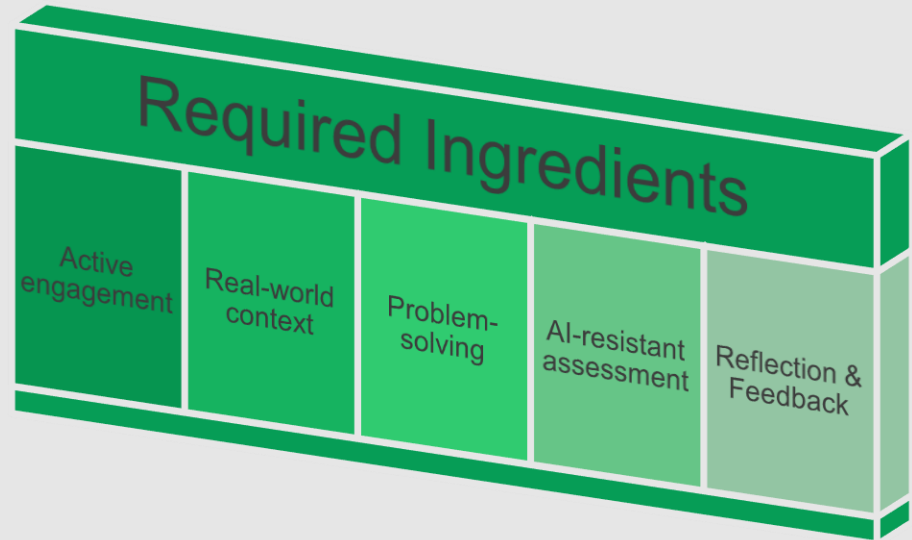 Required Ingredients
Active
engagement
Real-world
context
Problem-
solving
AI-resistant
assessment
Reflection &
Feedback